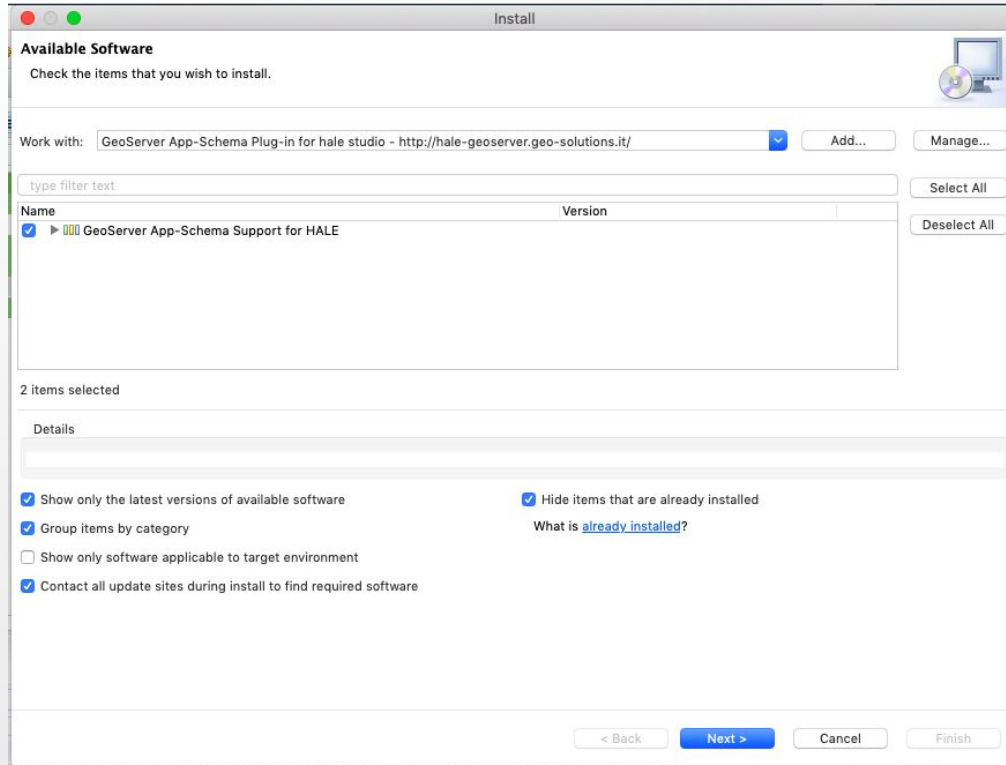 Install
Available Software
Check the items that you wish to install.
Work with: GeoServer App-Schema Plug-in for hale studio - http://hale-geoserver.geo-solutions.it/ Add... Manage...
type filter text Select All
Name Version
GeoServer App-Schema Support for HALE Deselect All
2 items selected
Details
Show only the latest versions of available software Hide items that are already installed
Group items by category What is already installed?
Show only software applicable to target environment
Contact all update sites during install to find required software
< Back Next > Cancel Finish